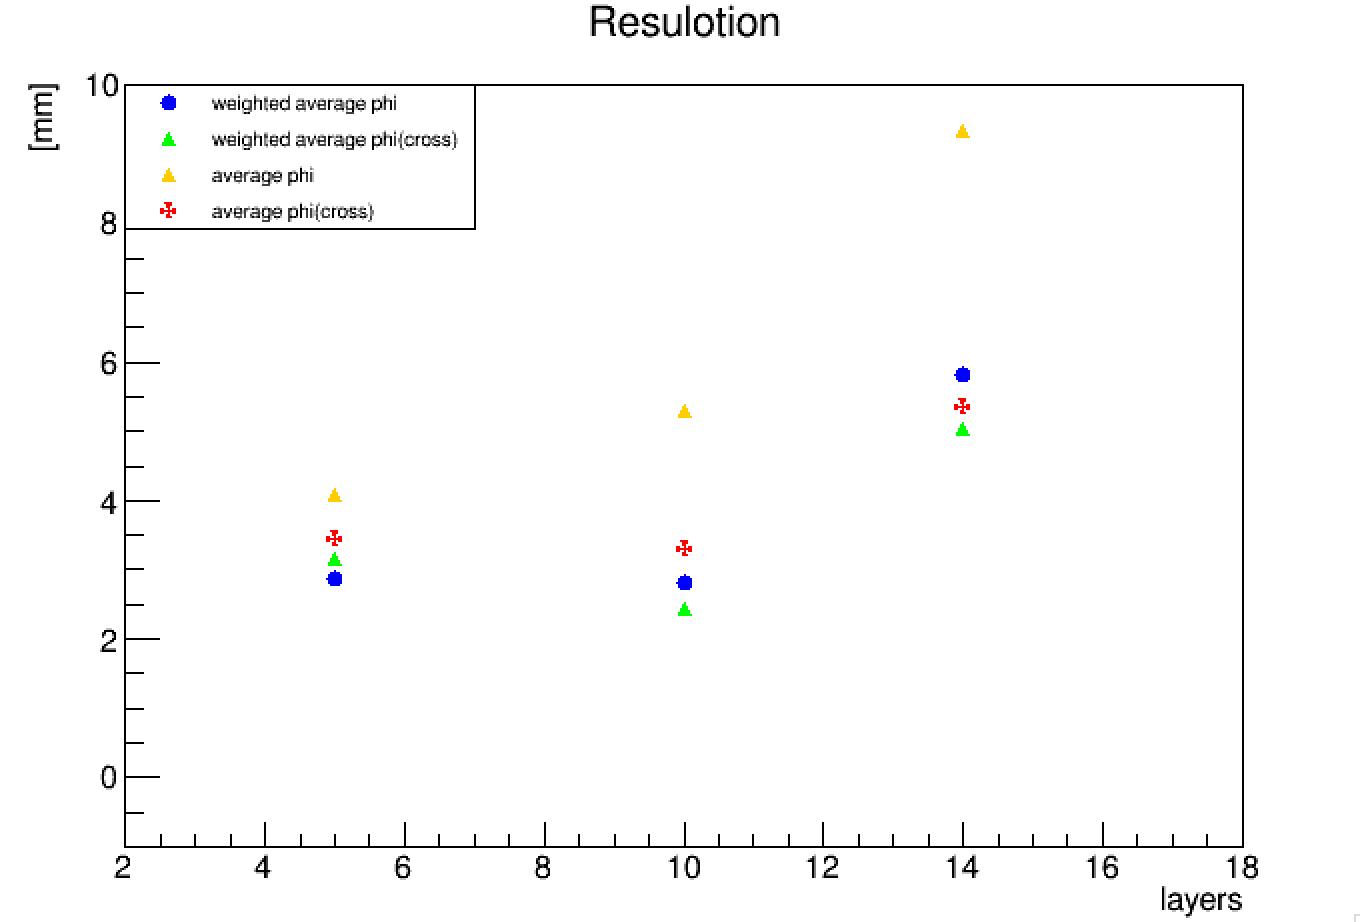 Resulotion
[mm]
10
weighted average phi
weighted average phi(cross)
average phi
average phi(cross)
8
6
4
2
0
2 4 6 8 10 12 14 16 18
layers